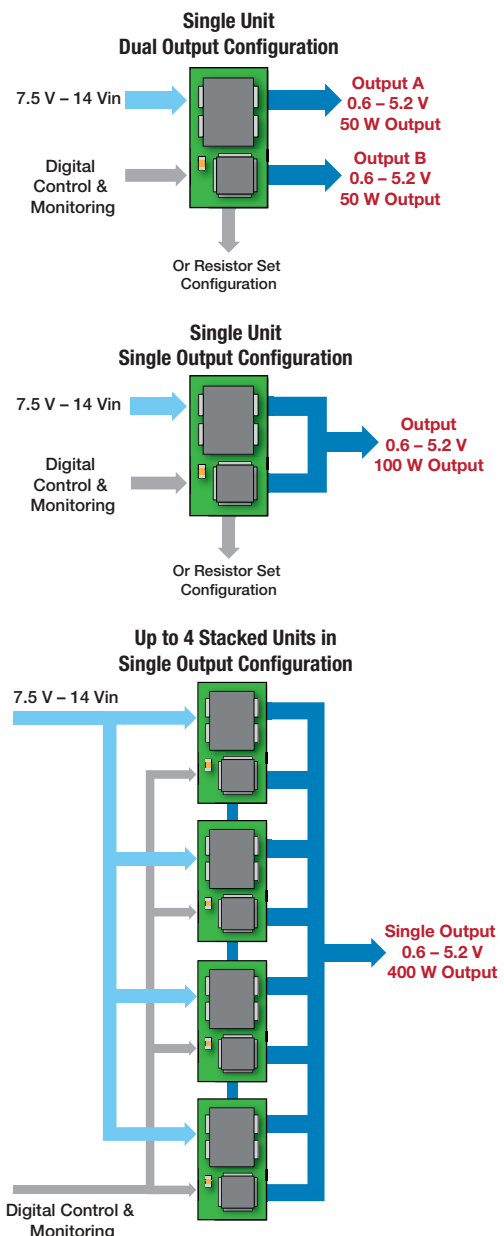 Single Unit
Dual Output Configuration
7.5 V – 14 Vin
Output A
0.6 – 5.2 V
50 W Output
Digital
Control &
Monitoring
Output B
0.6 – 5.2 V
50 W Output
Or Resistor Set
Configuration
Single Unit
Single Output Configuration
7.5 V – 14 Vin
Output
0.6 – 5.2 V
100 W Output
Digital
Control &
Monitoring
Or Resistor Set
Configuration
Up to 4 Stacked Units in
Single Output Configuration
7.5 V – 14 Vin
Single Output
0.6 – 5.2 V
400 W Output
Digital Control &
Monitoring